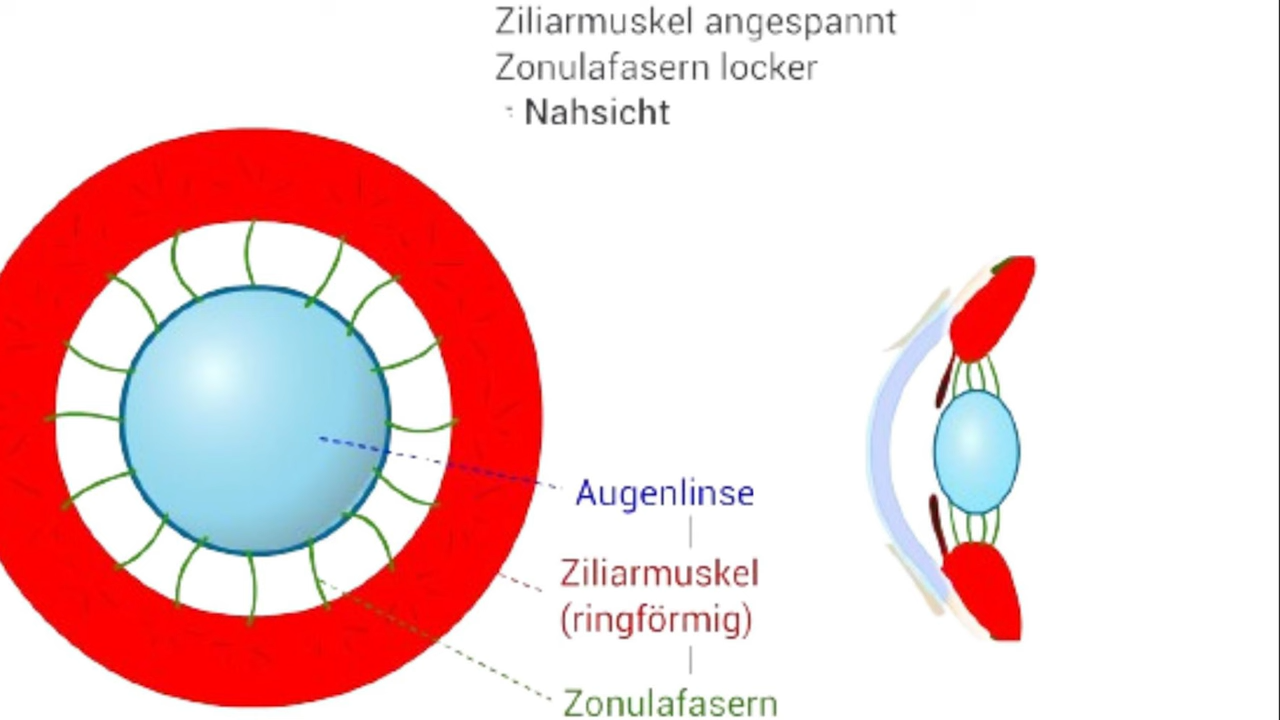 Ziliarmuskel angespannt
Zonulafasern locker
- Nahsicht
Augenlinse
Ziliarmuskel
(ringförmig)
Zonulafasern